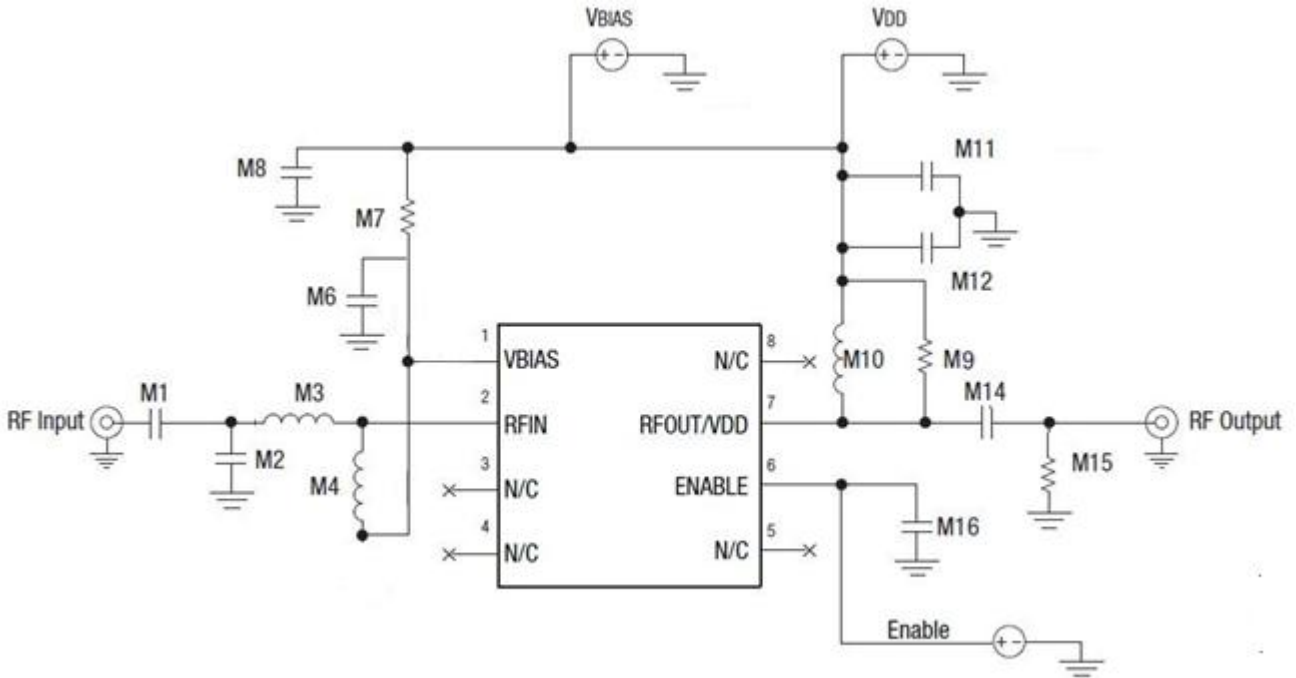 VBIAS
VDD
M8
M11
M7
M12
M6
1
VBIAS
8
N/C
M10
M9
M1
M3
M14
RF Input
2
RFIN
7
RFOUT/VDD
RF Output
M2
M4
3
N/C
6
ENABLE
M15
4
N/C
5
N/C
M16
Enable